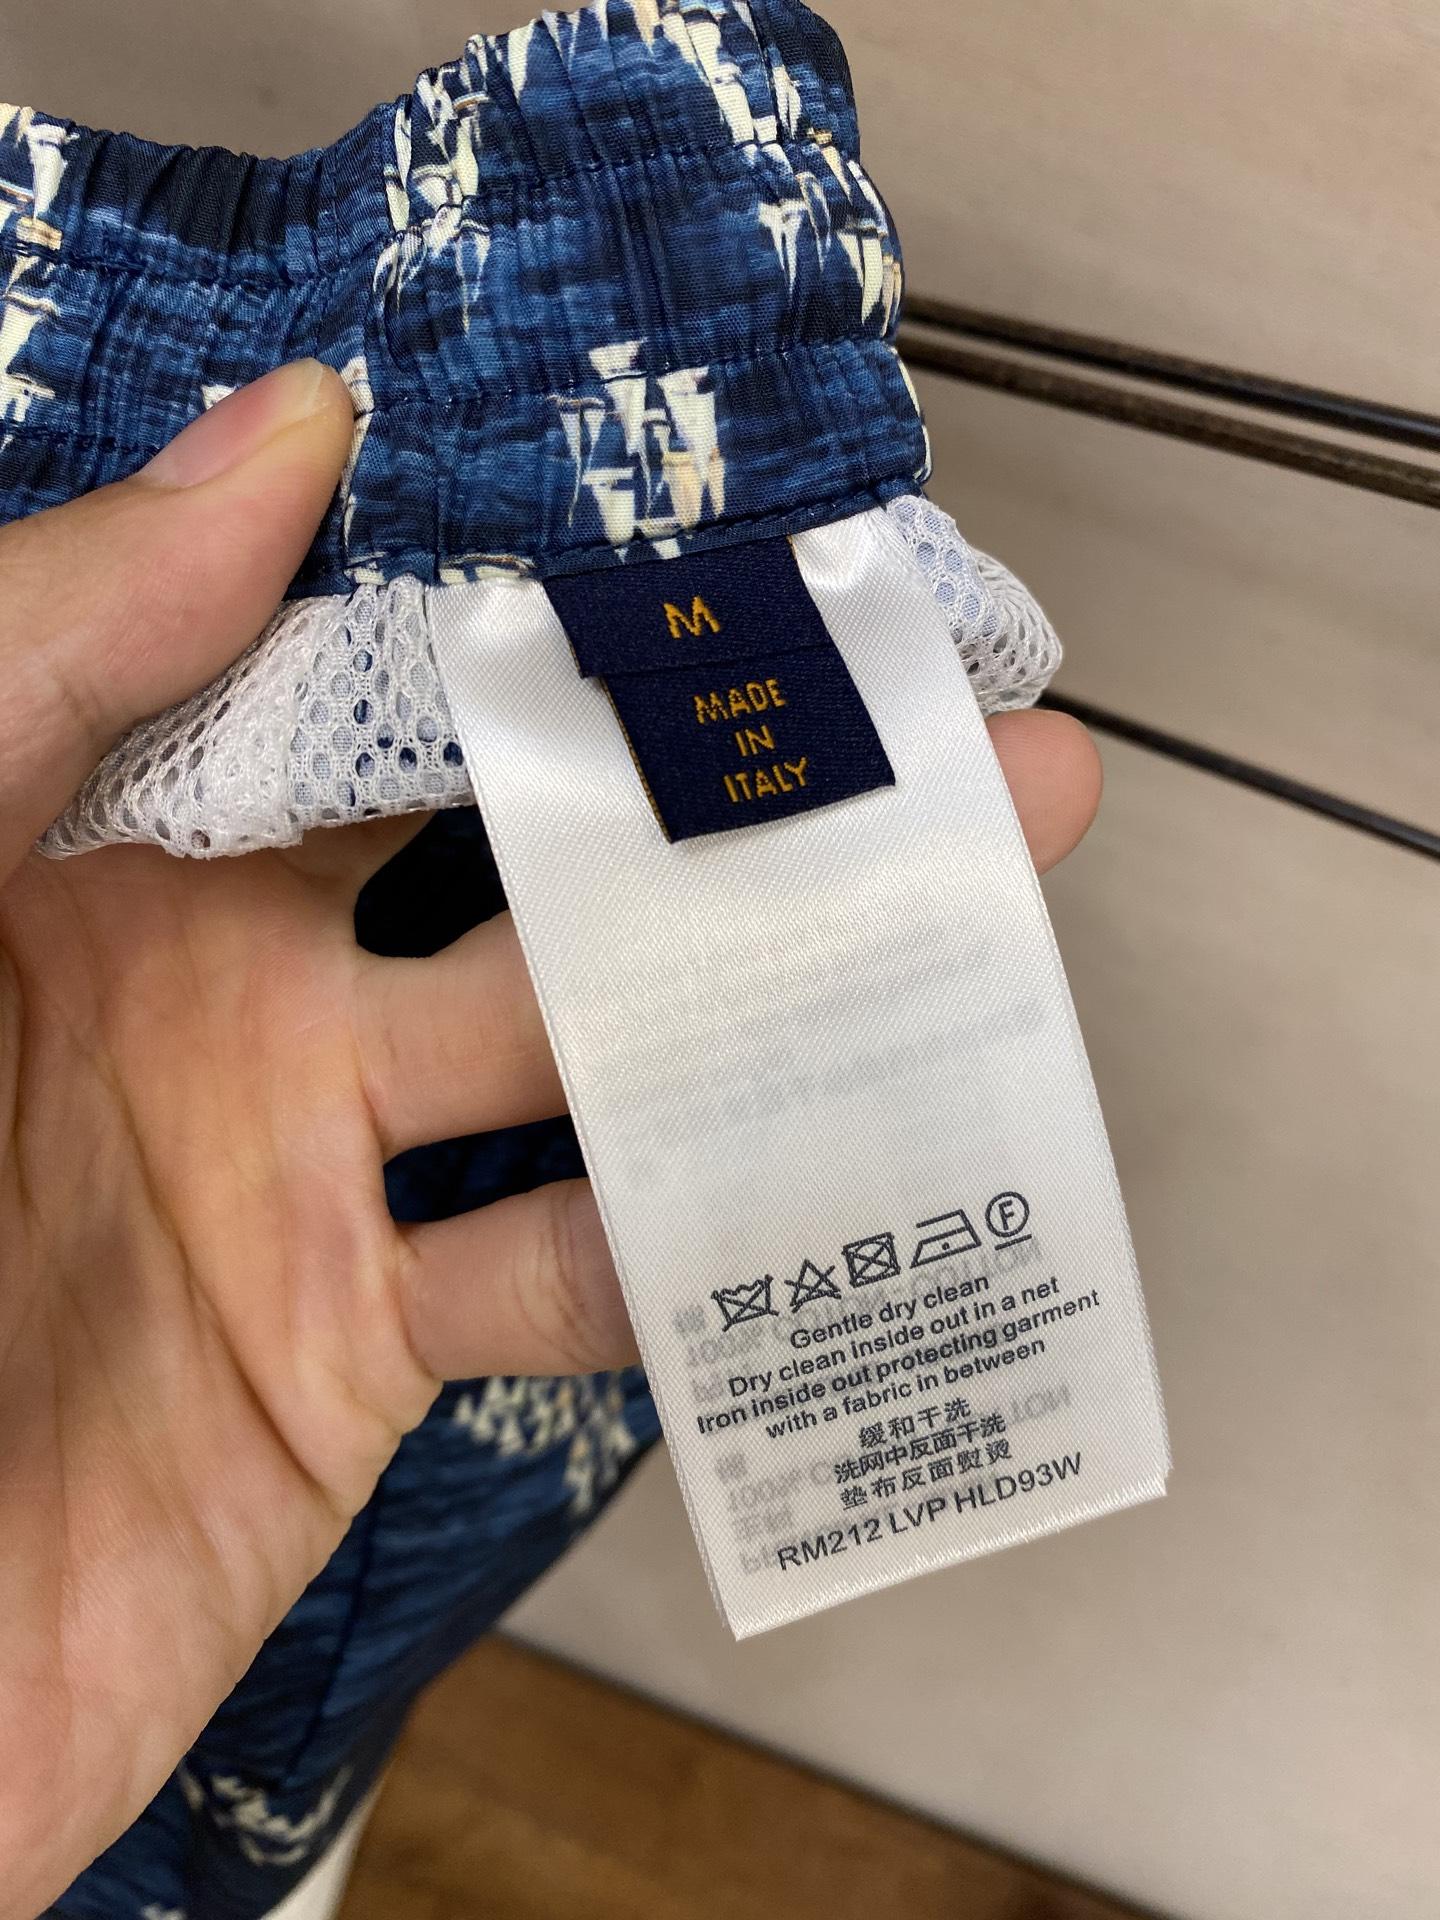 M
MADE
IN
ITALY
F
Gentle dry clean
Dry clean inside out in a net
Iron inside out protecting garment
with a fabric in between
缓和干洗
洗网中反面干洗
垫布反面熨烫
RM212 LVP HLD93W